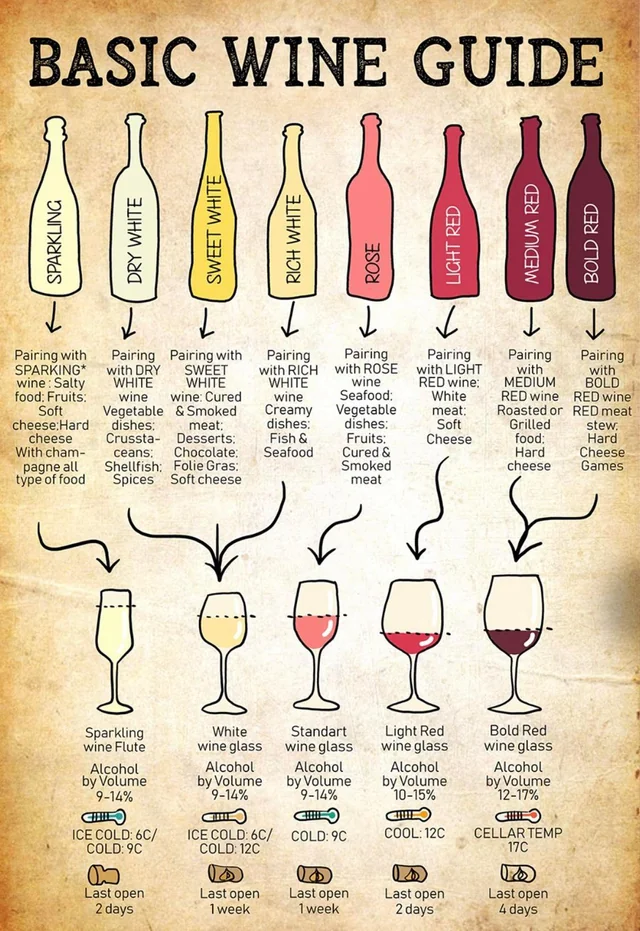 BASIC WINE GUIDE
SPARKLING
DRY WHITE
SWEET WHITE
RICH WHITE
ROSE
LIGHT RED
MEDIUM RED
BOLD RED
Pairing with
SPARKING*
wine : Salty
food; Fruits;
Soft
cheese;Hard
cheese
With cham-
pagne all
type of food
Pairing
with DRY
WHITE
wine
Vegetable
dishes;
Crussta-
ceans;
Shellfish;
Spices
Pairing with
SWEET
WHITE
wine: Cured
& Smoked
meat;
Desserts;
Chocolate;
Folie Gras;
Soft cheese
Pairing
with RICH
WHITE
wine
Creamy
dishes;
Fish &
Seafood
Pairing
with ROSE
wine
Seafood;
Vegetable
dishes;
Fruits;
Cured &
Smoked
meat
Pairing
with LIGHT
RED wine;
White
meat;
Soft
Cheese
Pairing
with
MEDIUM
RED wine
Roasted or
Grilled
food;
Hard
cheese
Pairing
with
BOLD
RED wine
RED meat
stew;
Hard
Cheese
Games
Sparkling
wine Flute
Alcohol
by Volume
9-14%
ICE COLD: 6C/
COLD: 9C
Last open
2 days
White
wine glass
Alcohol
by Volume
9-14%
ICE COLD: 6C/
COLD: 12C
Last open
1 week
Standart
wine glass
Alcohol
by Volume
9-14%
COLD: 9C
Last open
1 week
Light Red
wine glass
Alcohol
by Volume
10-15%
COOL: 12C
Last open
2 days
Bold Red
wine glass
Alcohol
by Volume
12-17%
CELLAR TEMP
17C
Last open
4 days